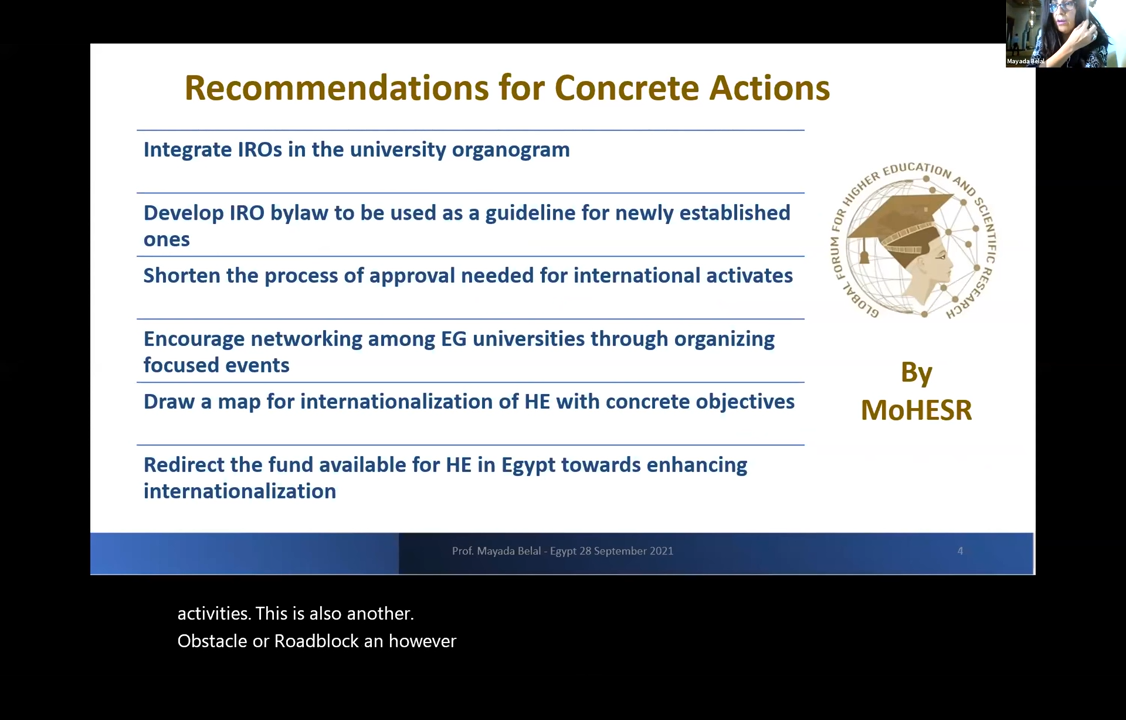 Mayada Belal
Recommendations for Concrete Actions
Integrate IROs in the university organogram
Develop IRO bylaw to be used as a guideline for newly established
ones
Shorten the process of approval needed for international activates
Encourage networking among EG universities through organizing
focused events
Draw a map for internationalization of HE with concrete objectives
Redirect the fund available for HE in Egypt towards enhancing
internationalization
GLOBAL FORUM FOR HIGHER EDUCATION AND SCIENTIFIC RESEARCH
By
MoHESR
Prof. Mayada Belal - Egypt 28 September 2021
4
activities. This is also another.
Obstacle or Roadblock an however